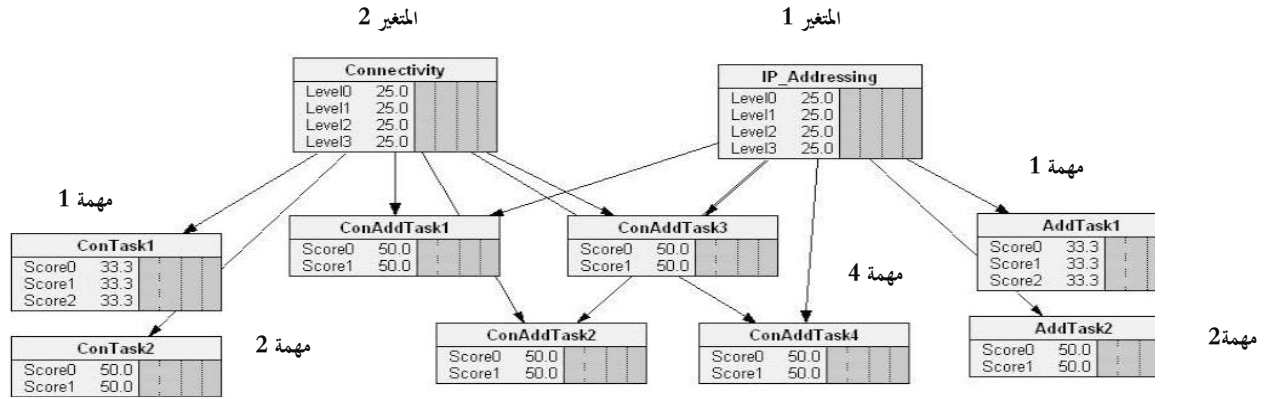 المتغير 2
المتغير 1
Connectivity
Level0 25.0
Level1 25.0
Level2 25.0
Level3 25.0
IP_Addressing
Level0 25.0
Level1 25.0
Level2 25.0
Level3 25.0
مهمة 1
مهمة 1
ConTask1
Score0 33.3
Score1 33.3
Score2 33.3
ConAddTask1
Score0 50.0
Score1 50.0
ConAddTask3
Score0 50.0
Score1 50.0
AddTask1
Score0 33.3
Score1 33.3
Score2 33.3
مهمة 4
ConTask2
Score0 50.0
Score1 50.0
مهمة 2
ConAddTask2
Score0 50.0
Score1 50.0
ConAddTask4
Score0 50.0
Score1 50.0
AddTask2
Score0 50.0
Score1 50.0
مهمة2